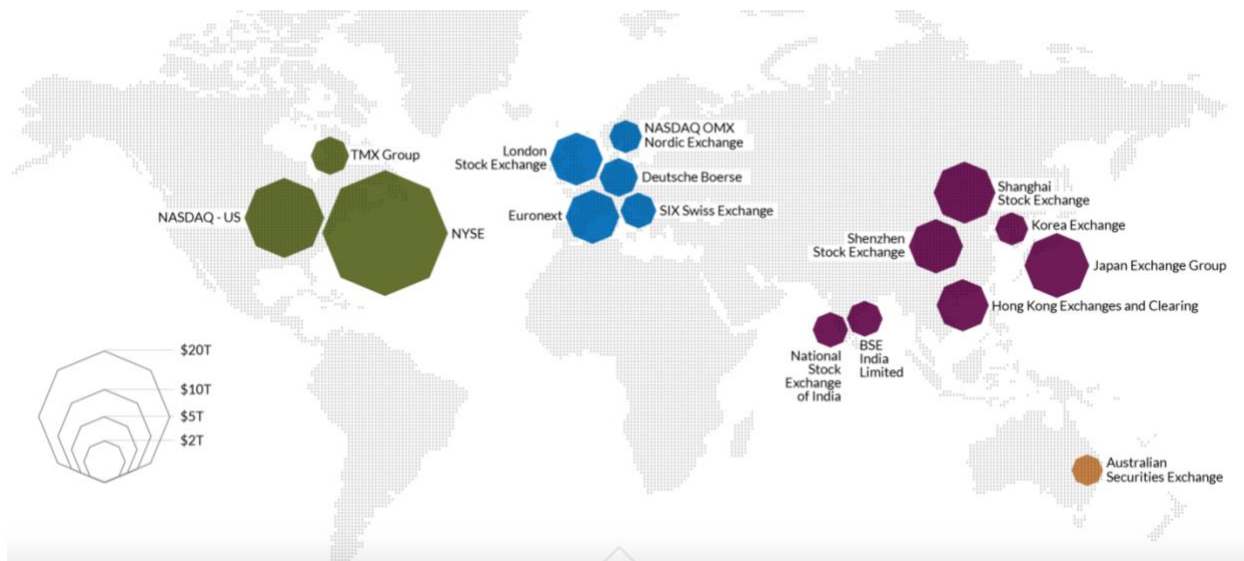 NASDAQ OMX
Nordic Exchange
London
Stock Exchange
TMX Group
Deutsche Boerse
Shanghai
Stock Exchange
NASDAQ - US
Euronext
SIX Swiss Exchange
Korea Exchange
NYSE
Shenzhen
Stock Exchange
Japan Exchange Group
Hong Kong Exchanges and Clearing
National
Stock
Exchange
of India
BSE
India
Limited
$20T
$10T
$5T
$2T
Australian
Securities Exchange